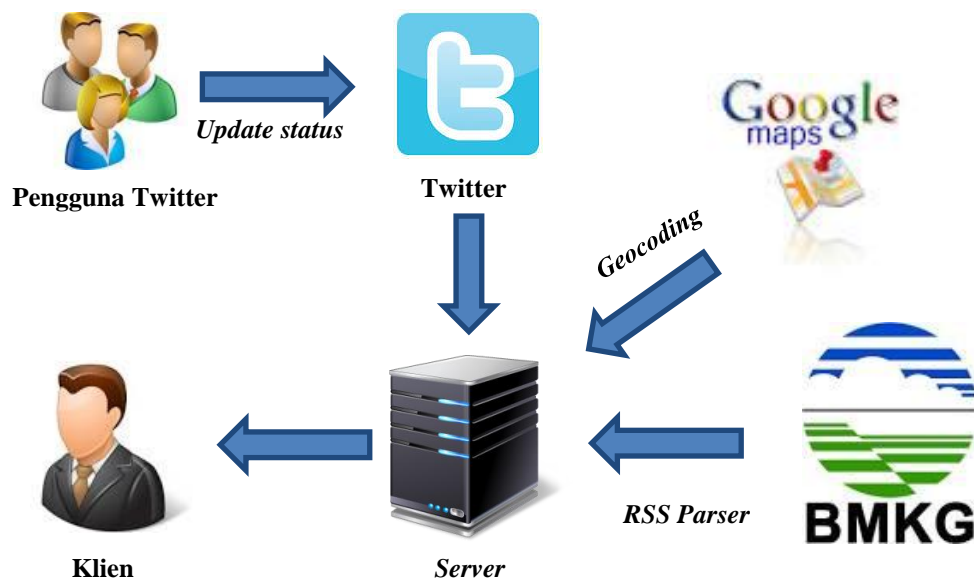 Update status
Pengguna Twitter
Twitter
Google
maps
Geocoding
RSS Parser
BMKG
Klien
Server